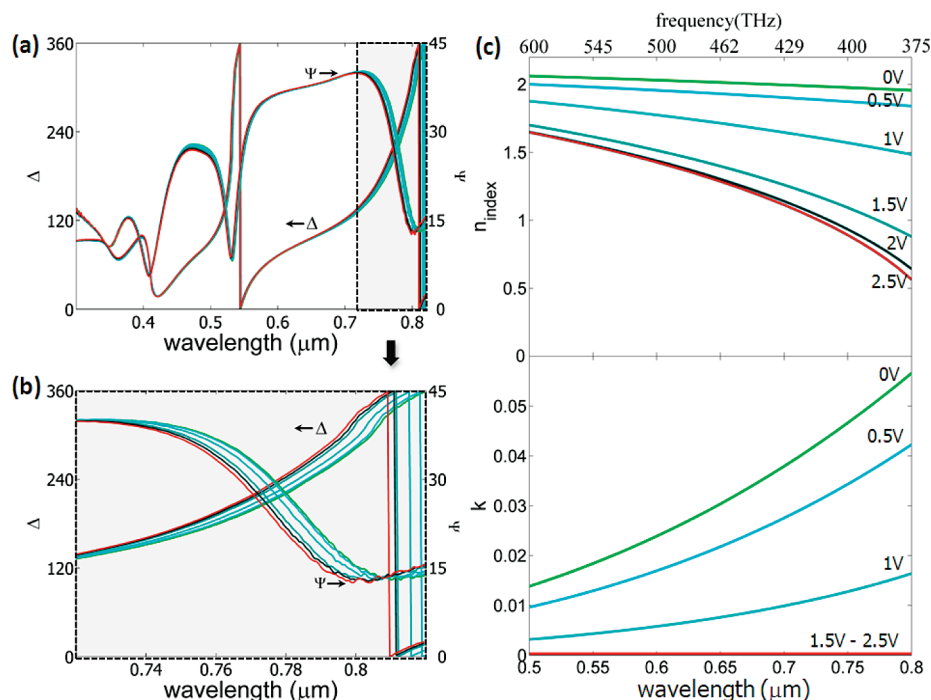 (a)
360
240
120
0
Δ
45
30
15
0
Ψ
Ψ→
←Δ
0.4
0.5
0.6
0.7
0.8
wavelength (μm)
(b)
360
240
120
0
Δ
45
30
15
0
Ψ
←Δ
Ψ→
0.74
0.76
0.78
0.8
wavelength (μm)
(c)
frequency(THz)
600
545
500
462
429
400
375
2
1.5
1
0.5
0
n_index
0V
0.5V
1V
1.5V
2V
2.5V
0.05
0.04
0.03
0.02
0.01
0
k
0V
0.5V
1V
1.5V - 2.5V
0.5
0.55
0.6
0.65
0.7
0.75
0.8
wavelength (μm)